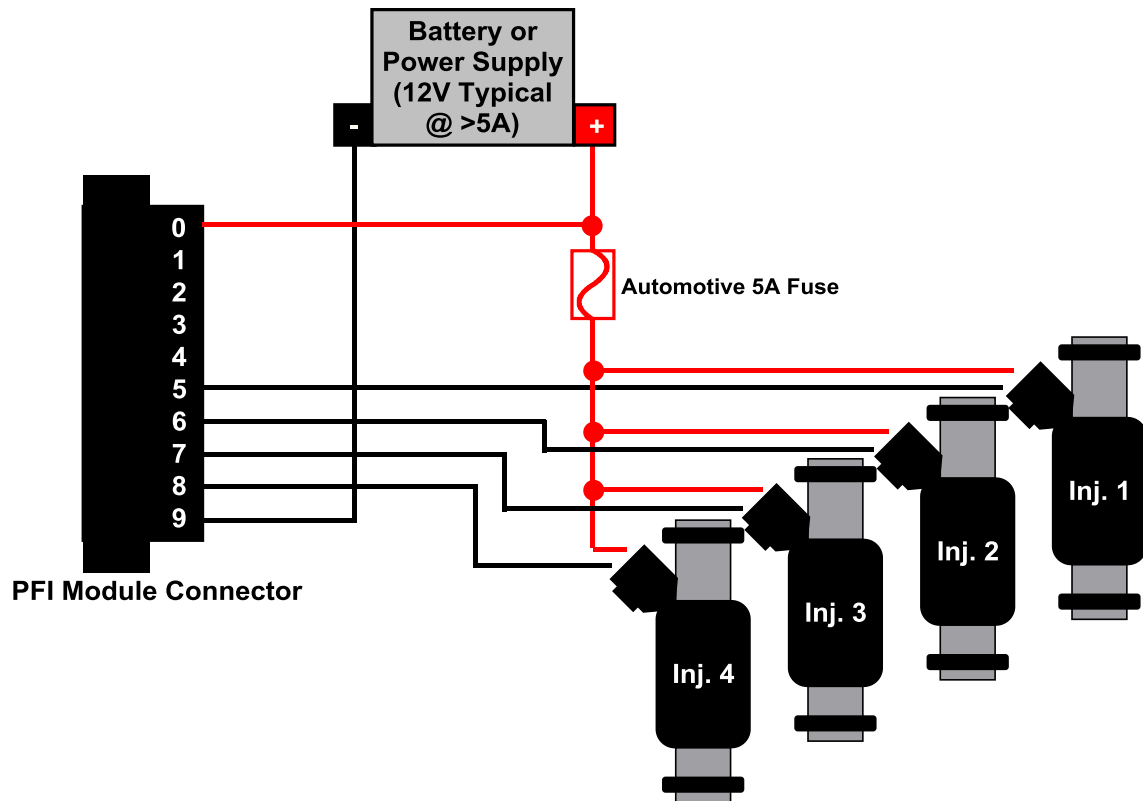 Battery or
Power Supply
(12V Typical
@ >5A)
-
+
0
1
2
3
4
5
6
7
8
9
Automotive 5A Fuse
Inj. 1
Inj. 2
Inj. 3
Inj. 4
PFI Module Connector